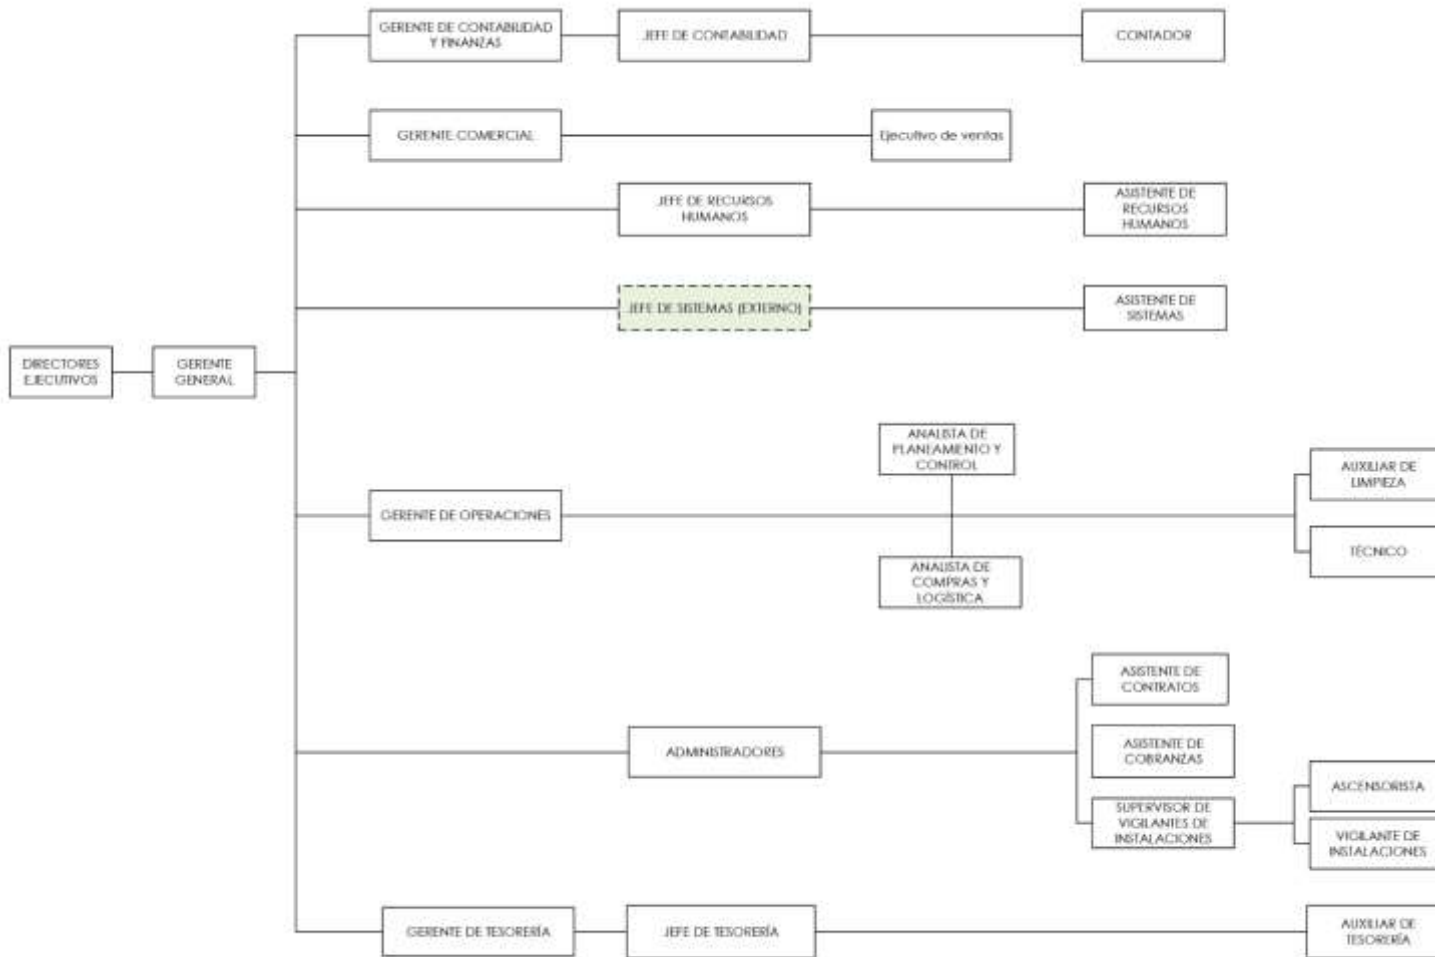 GERENTE DE CONTABILIDAD
Y FINANZAS
JEFE DE CONTABILIDAD
CONTADOR
GERENTE COMERCIAL
Ejecutivo de ventas
JEFE DE RECURSOS
HUMANOS
ASISTENTE DE
RECURSOS
HUMANOS
JEFE DE SISTEMAS (EXTERNO)
ASISTENTE DE
SISTEMAS
DIRECTORES
EJECUTIVOS
GERENTE
GENERAL
ANALISTA DE
PLANEAMIENTO Y
CONTROL
AUXILIAR DE
LIMPIEZA
GERENTE DE OPERACIONES
TÉCNICO
ANALISTA DE
COMPRAS Y
LOGÍSTICA
ASISTENTE DE
CONTRATOS
ADMINISTRADORES
ASISTENTE DE
COBRANZAS
ASCENSORISTA
SUPERVISOR DE
VIGILANTES DE
INSTALACIONES
VIGILANTE DE
INSTALACIONES
GERENTE DE TESORERÍA
JEFE DE TESORERÍA
AUXILIAR DE
TESORERÍA